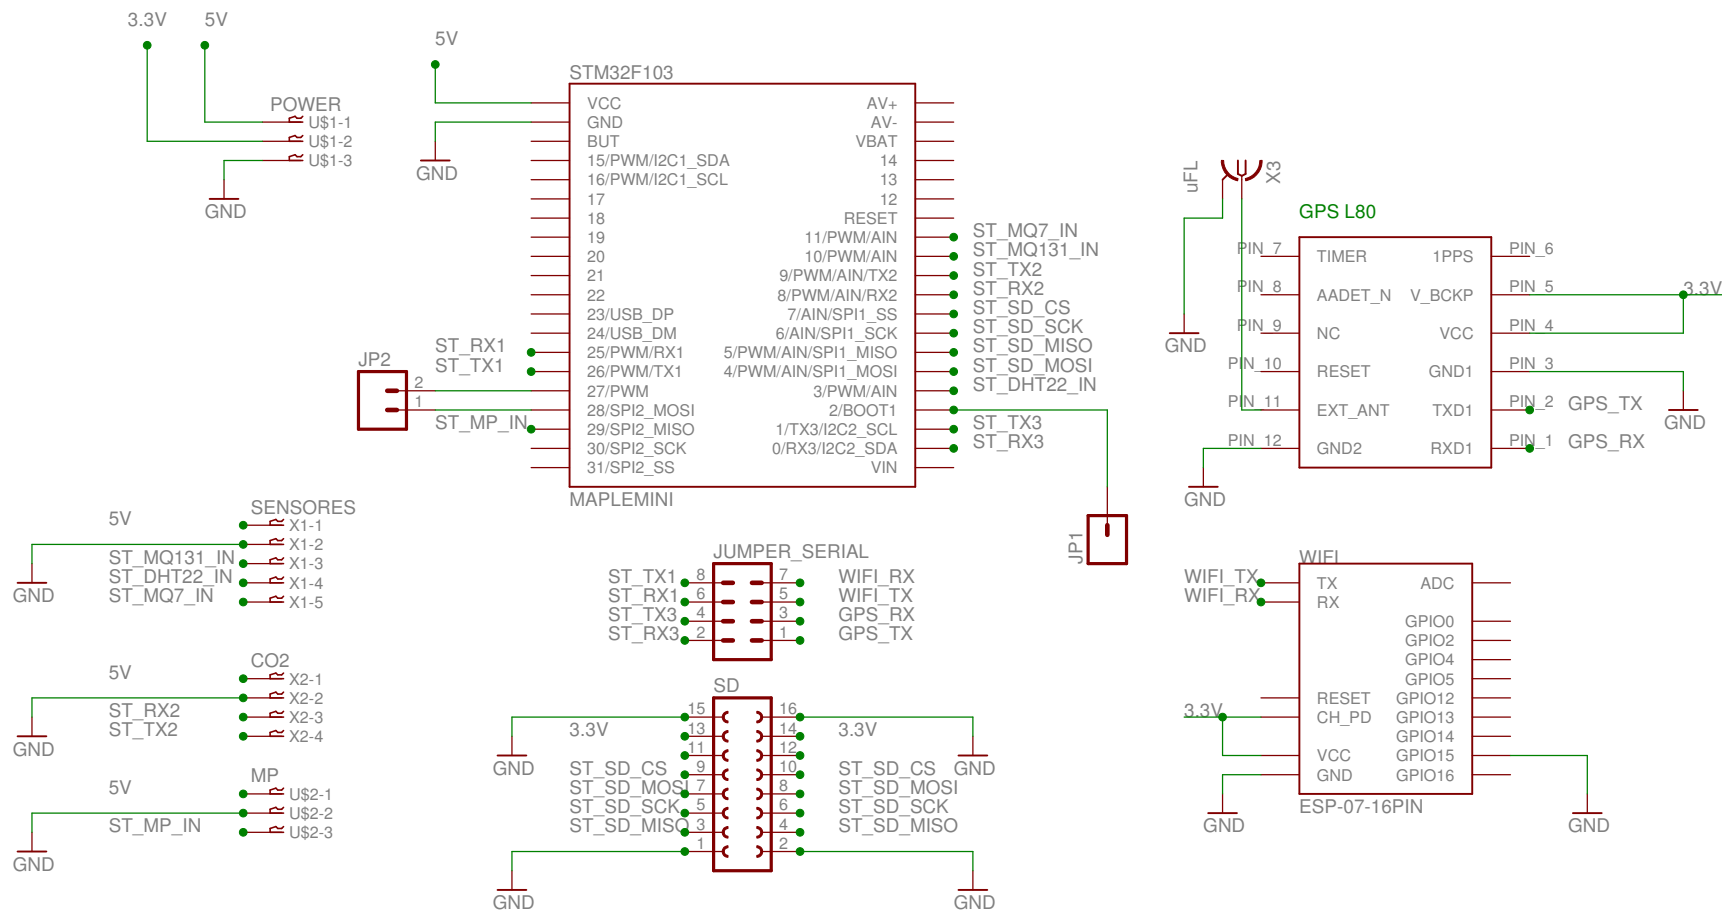 3.3V
5V
POWER
U$1-1
U$1-2
U$1-3
GND
5V
GND
STM32F103
VCC
GND
BUT
15/PWM/I2C1_SDA
16/PWM/I2C1_SCL
17
18
19
20
21
22
23/USB_DP
24/USB_DM
25/PWM/RX1
26/PWM/TX1
27/PWM
28/SPI2_MOSI
29/SPI2_MISO
30/SPI2_SCK
31/SPI2_SS
AV+
AV-
VBAT
14
13
12
RESET
11/PWM/AIN
10/PWM/AIN
9/PWM/AIN/TX2
8/PWM/AIN/RX2
7/AIN/SPI1_SS
6/AIN/SPI1_SCK
5/PWM/AIN/SPI1_MISO
4/PWM/AIN/SPI1_MOSI
3/PWM/AIN
2/BOOT1
1/TX3/I2C2_SCL
0/RX3/I2C2_SDA
VIN
MAPLEMINI
ST_RX1
ST_TX1
JP2
2
1
ST_MP_IN
ST_MQ7_IN
ST_MQ131_IN
ST_TX2
ST_RX2
ST_SD_CS
ST_SD_SCK
ST_SD_MISO
ST_SD_MOSI
ST_DHT22_IN
ST_TX3
ST_RX3
JP1
uFL
X3
GND
GPS L80
PIN_7
PIN_8
PIN_9
PIN_10
PIN_11
PIN_12
TIMER
AADET_N
NC
RESET
EXT_ANT
GND2
1PPS
V_BCKP
VCC
GND1
TXD1
RXD1
PIN_6
PIN_5
PIN_4
PIN_3
PIN_2
PIN_1
3.3V
GPS_TX
GPS_RX
GND
GND
SENSORES
5V
ST_MQ131_IN
ST_DHT22_IN
ST_MQ7_IN
X1-1
X1-2
X1-3
X1-4
X1-5
GND
CO2
5V
ST_RX2
ST_TX2
X2-1
X2-2
X2-3
X2-4
GND
MP
5V
ST_MP_IN
U$2-1
U$2-2
U$2-3
GND
JUMPER_SERIAL
ST_TX1 8 7 WIFI_RX
ST_RX1 6 5 WIFI_TX
ST_TX3 4 3 GPS_RX
ST_RX3 2 1 GPS_TX
SD
15 16
3.3V 13 14 3.3V
11 12
GND GND
ST_SD_CS 9 10 ST_SD_CS
ST_SD_MOSI 7 8 ST_SD_MOSI
ST_SD_SCK 5 6 ST_SD_SCK
ST_SD_MISO 3 4 ST_SD_MISO
1 2
GND GND
WIFI
WIFI_TX
WIFI_RX
TX
RX
RESET
CH_PD
VCC
GND
ADC
GPIO0
GPIO2
GPIO4
GPIO5
GPIO12
GPIO13
GPIO14
GPIO15
GPIO16
3.3V
ESP-07-16PIN
GND
GND